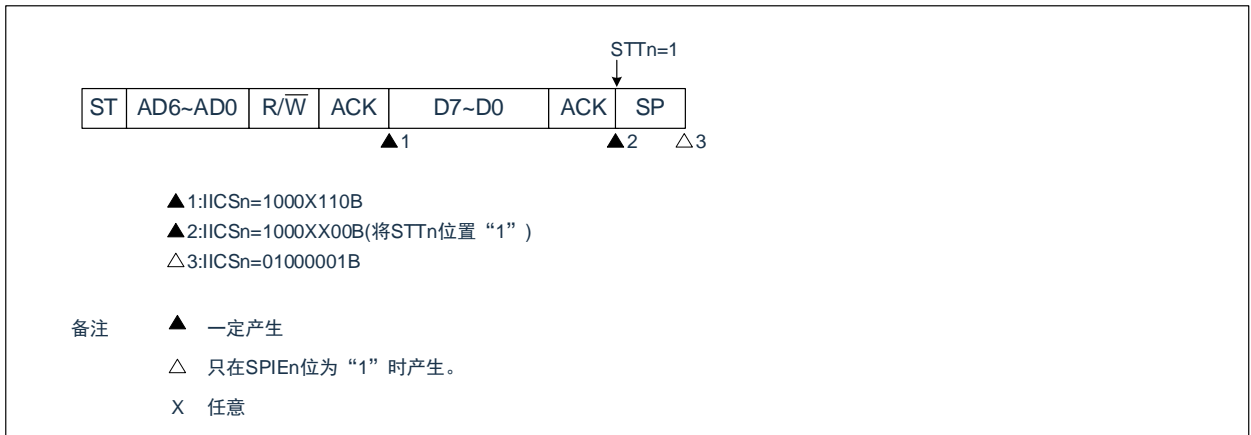 STTn=1
ST AD6~AD0 R/W̅ ACK D7~D0 ACK SP
▲1 ▲2 △3
▲1:IICSn=1000X110B
▲2:IICSn=1000XX00B(将STTn位置“1”)
△3:IICSn=01000001B
备注 ▲ 一定产生
△ 只在SPIEn位为“1”时产生。
X 任意